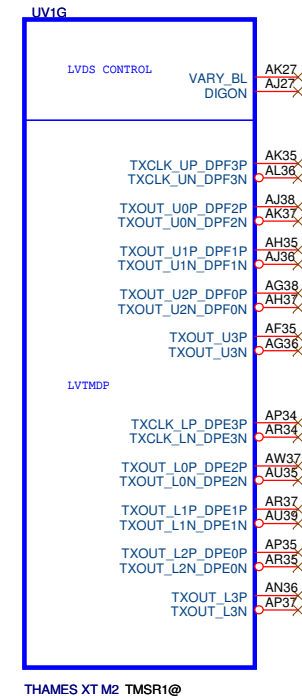 UV1G
LVDS CONTROL
VARY_BL AK27
DIGON AJ27
TXCLK_UP_DPF3P AK35
TXCLK_UN_DPF3N AL36
TXOUT_U0P_DPF2P AJ38
TXOUT_U0N_DPF2N AK37
TXOUT_U1P_DPF1P AH35
TXOUT_U1N_DPF1N AJ36
TXOUT_U2P_DPF0P AG38
TXOUT_U2N_DPF0N AH37
TXOUT_U3P AF35
TXOUT_U3N AG36
LVTMDP
TXCLK_LP_DPE3P AP34
TXCLK_LN_DPE3N AR34
TXOUT_L0P_DPE2P AW37
TXOUT_L0N_DPE2N AU35
TXOUT_L1P_DPE1P AR37
TXOUT_L1N_DPE1N AU39
TXOUT_L2P_DPE0P AP35
TXOUT_L2N_DPE0N AR35
TXOUT_L3P AN36
TXOUT_L3N AP37
THAMES XT M2 TMSR1@